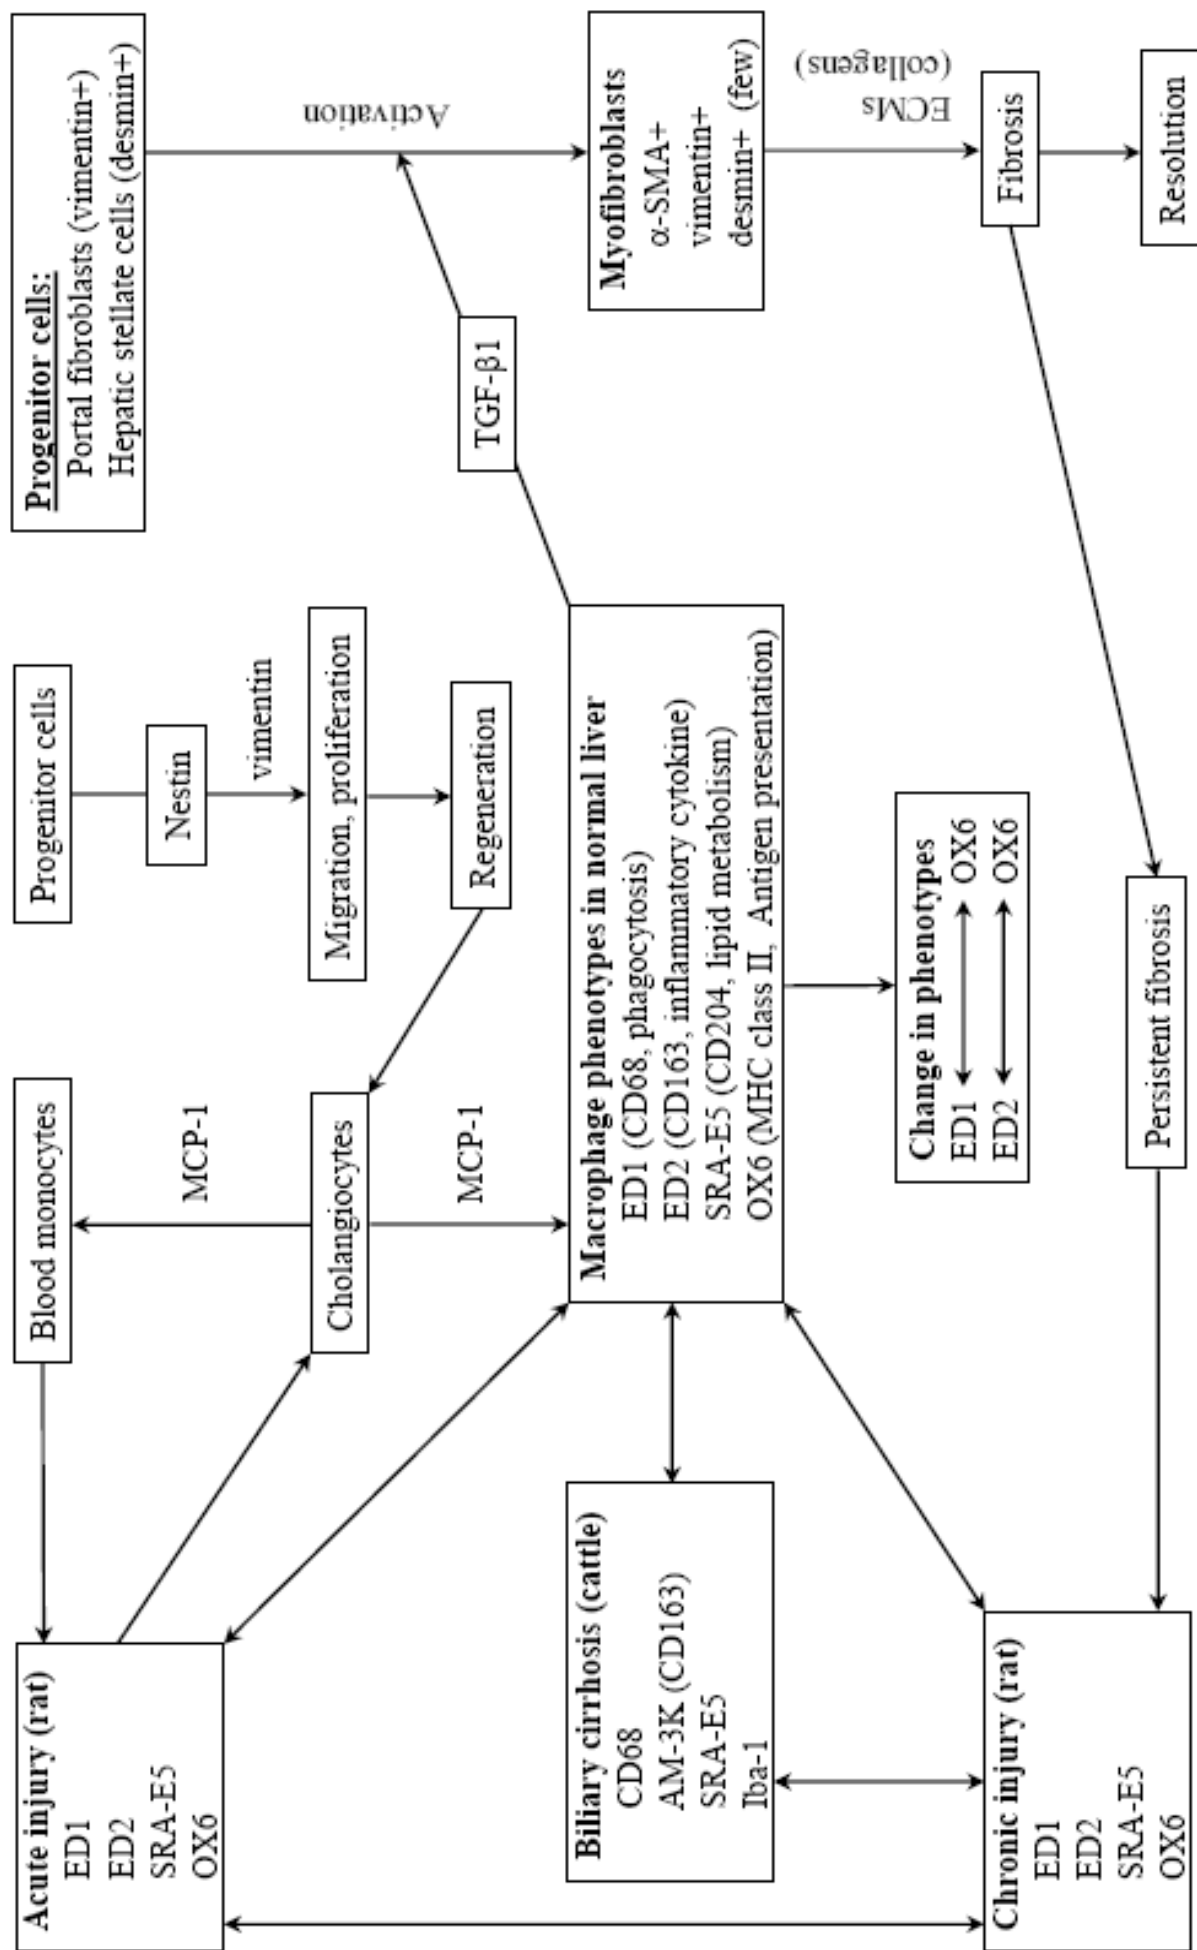 Acute injury (rat)
ED1
ED2
SRA-E5
OX6
Blood monocytes
MCP-1
Cholangiocytes
MCP-1
Progenitor cells
Nestin
vimentin
Migration, proliferation
Regeneration
Progenitor cells:
Portal fibroblasts (vimentin+)
Hepatic stellate cells (desmin+)
Activation
TGF-β1
Biliary cirrhosis (cattle)
CD68
AM-3K (CD163)
SRA-E5
Iba-1
Macrophage phenotypes in normal liver
ED1 (CD68, phagocytosis)
ED2 (CD163, inflammatory cytokine)
SRA-E5 (CD204, lipid metabolism)
OX6 (MHC class II, Antigen presentation)
Myofibroblasts
α-SMA+
vimentin+
desmin+ (few)
ECMs
(collagens)
Change in phenotypes
ED1 OX6
ED2 OX6
Chronic injury (rat)
ED1
ED2
SRA-E5
OX6
Persistent fibrosis
Fibrosis
Resolution